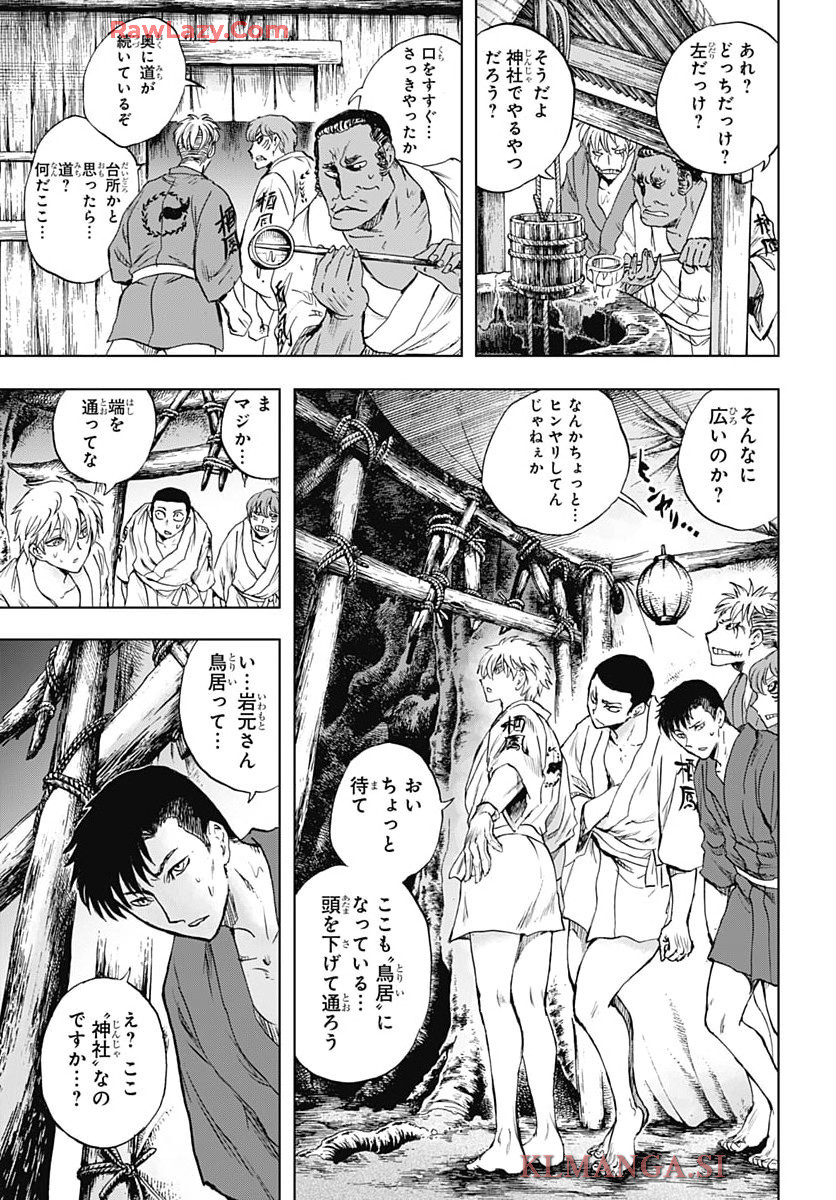 RawLazy.Com
あれ?
どっちだっけ?
左だっけ?
そうだよ
神社でやるやつ
だろう?
口をすすぐ…
さっきやったか
奥に道が
続いているぞ
台所かと
思ったら…
道?
何だここ…
栖鳳
そんなに
広いのか?
なんかちょっと…
ヒンヤリしてん
じゃねぇか
ヒンヤリ…
栖鳳
栖鳳
おい
ちょっと
待て
ここも〝鳥居〟に
なっている…
頭を下げて通ろう
ま
マジか…
端を
通ってな
い…岩元さん
鳥居って…
え?ここ
〝神社〟なの
ですか…?
KLMANGA.SI